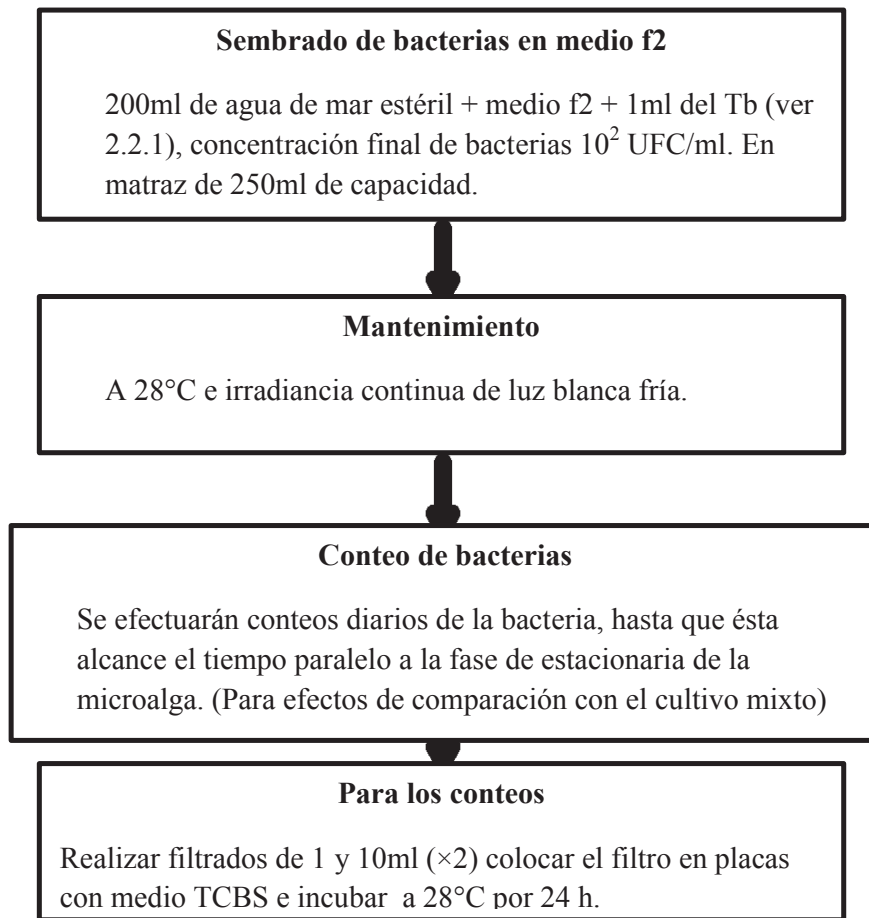 Sembrado de bacterias en medio f2
200ml de agua de mar estéril + medio f2 + 1ml del Tb (ver
2.2.1), concentración final de bacterias 10² UFC/ml. En
matraz de 250ml de capacidad.
Mantenimiento
A 28°C e irradiancia continua de luz blanca fría.
Conteo de bacterias
Se efectuarán conteos diarios de la bacteria, hasta que ésta
alcance el tiempo paralelo a la fase de estacionaria de la
microalga. (Para efectos de comparación con el cultivo mixto)
Para los conteos
Realizar filtrados de 1 y 10ml (×2) colocar el filtro en placas
con medio TCBS e incubar a 28°C por 24 h.